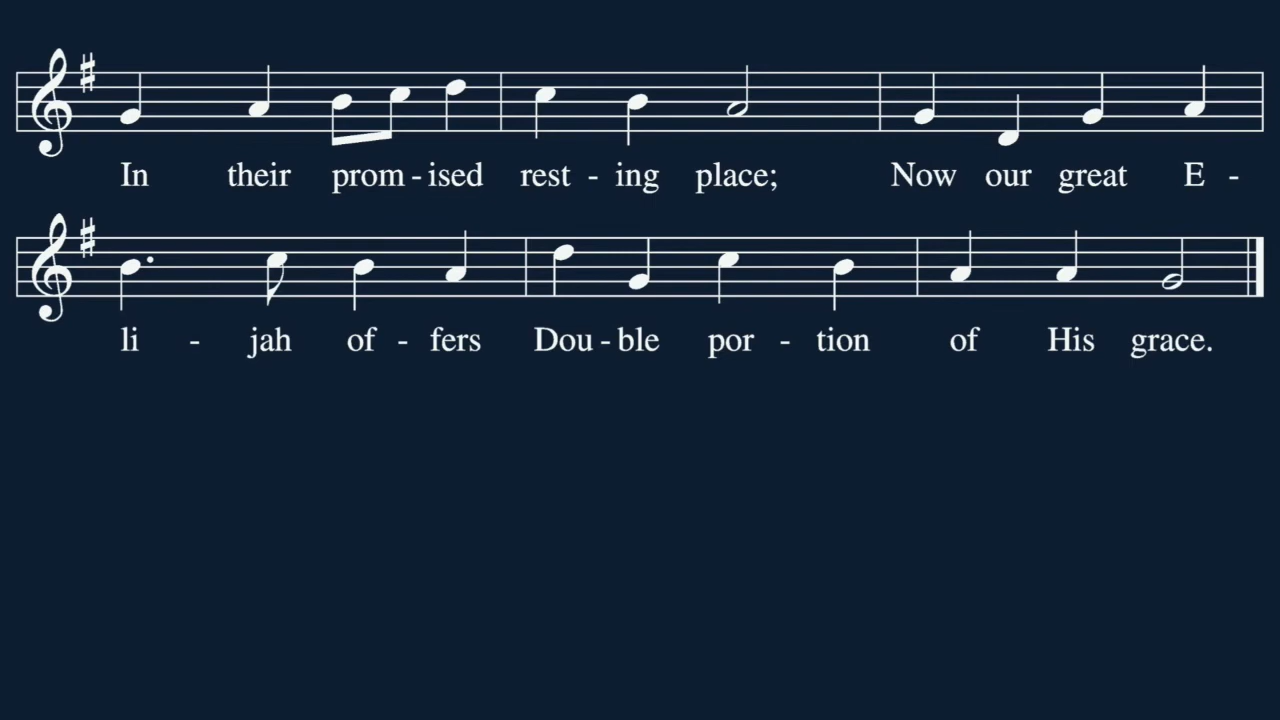 In their prom - ised rest - ing place; Now our great E -
li - jah of - fers Dou - ble por - tion of His grace.